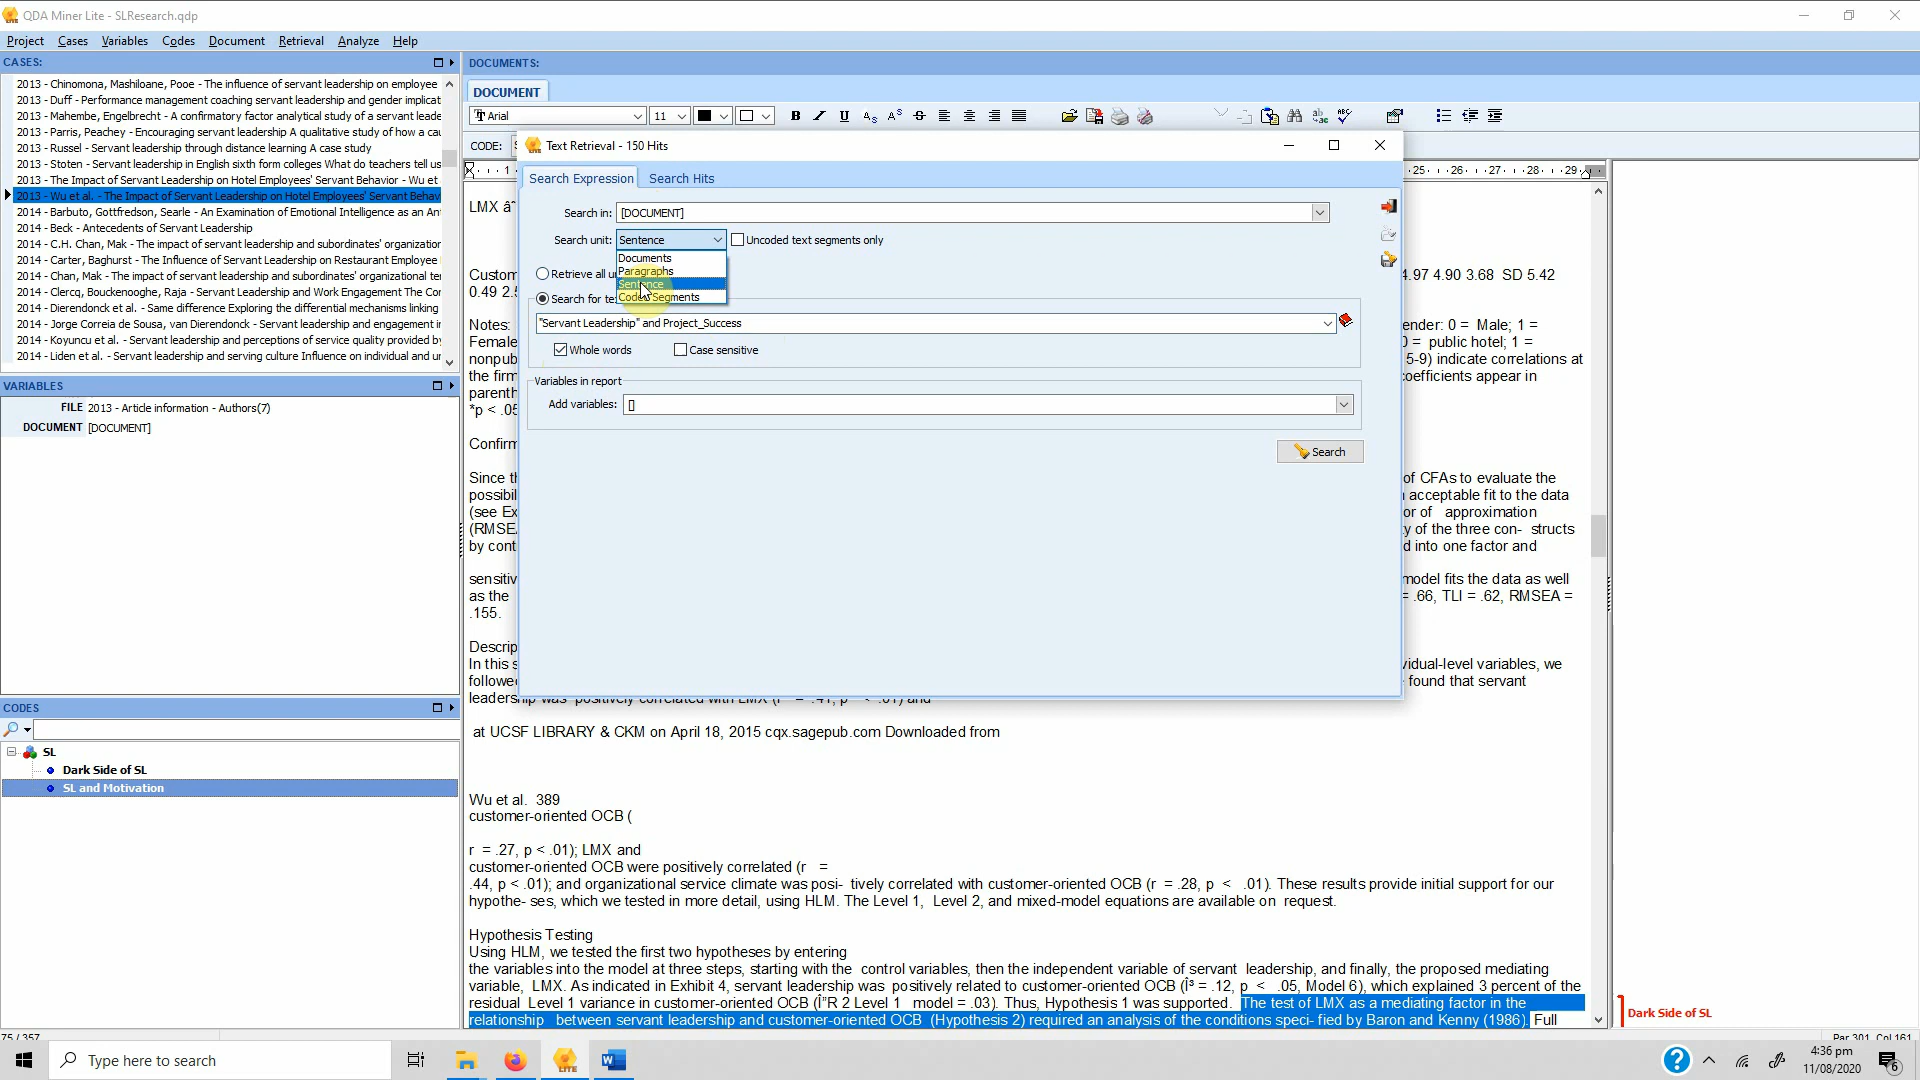 QDA Miner Lite - SLResearch.qdp
Project Cases Variables Codes Document Retrieval Analyze Help
CASES:
2013 - Chinomona, Mashiloane, Pooe - The influence of servant leadership on employee
2013 - Duff - Performance management coaching servant leadership and gender implicat
2013 - Mahembe, Engelbrecht - A confirmatory factor analytical study of a servant leade
2013 - Parris, Peachey - Encouraging servant leadership A qualitative study of how a cau
2013 - Russel - Servant leadership through distance learning A case study
2013 - Stoten - Servant leadership in English sixth form colleges What do teachers tell us
2013 - The Impact of Servant Leadership on Hotel Employees' Servant Behavior - Wu et
2013 - Wu et al. - The Impact of Servant Leadership on Hotel Employees' Servant Behav
2014 - Barbuto, Gottfredson, Searle - An Examination of Emotional Intelligence as an An
2014 - Beck - Antecedents of Servant Leadership
2014 - C.H. Chan, Mak - The impact of servant leadership and subordinates' organization
2014 - Carter, Baghurst - The Influence of Servant Leadership on Restaurant Employee
2014 - Chan, Mak - The impact of servant leadership and subordinates' organizational te
2014 - Clercq, Bouckenooghe, Raja - Servant Leadership and Work Engagement The Cor
2014 - Dierendonck et al. - Same difference Exploring the differential mechanisms linking
2014 - Jorge Correia de Sousa, van Dierendonck - Servant leadership and engagement i
2014 - Koyuncu et al. - Servant leadership and perceptions of service quality provided by
2014 - Liden et al. - Servant leadership and serving culture Influence on individual and ur
VARIABLES
FILE 2013 - Article information - Authors(7)
DOCUMENT [DOCUMENT]
CODES
SL
Dark Side of SL
SL and Motivation
75 / 357
DOCUMENTS:
DOCUMENT
Arial 11
CODE:
Text Retrieval - 150 Hits
Search Expression Search Hits
Search in: [DOCUMENT]
Search unit: Sentence Uncoded text segments only
Documents
Paragraphs
Sentence
Segments
Retrieve all u
Search for te
"Servant Leadership" and Project_Success
Whole words Case sensitive
Variables in report
Add variables: []
Search
1
25 26 27 28 29
LMX â
Custom
4.97 4.90 3.68 SD 5.42
0.49 2.5
Notes: ender: 0 = Male; 1 =
Female 0 = public hotel; 1 =
nonpub 5-9) indicate correlations at
the firm coefficients appear in
parenth
*p < .05
Confirm
Since th of CFAs to evaluate the
possibil acceptable fit to the data
(see Ex or of approximation
(RMSEA y of the three con- structs
by cont d into one factor and
sensitiv model fits the data as well
as the = .66, TLI = .62, RMSEA =
.155.
Descrip
In this s vidual-level variables, we
followe found that servant
leadership was positively correlated with LMX (r = .41, p < .01) and
at UCSF LIBRARY & CKM on April 18, 2015 cqx.sagepub.com Downloaded from
Wu et al. 389
customer-oriented OCB (
r = .27, p < .01); LMX and
customer-oriented OCB were positively correlated (r =
.44, p < .01); and organizational service climate was posi- tively correlated with customer-oriented OCB (r = .28, p < .01). These results provide initial support for our
hypothe- ses, which we tested in more detail, using HLM. The Level 1, Level 2, and mixed-model equations are available on request.
Hypothesis Testing
Using HLM, we tested the first two hypotheses by entering
the variables into the model at three steps, starting with the control variables, then the independent variable of servant leadership, and finally, the proposed mediating
variable, LMX. As indicated in Exhibit 4, servant leadership was positively related to customer-oriented OCB (Î³ = .12, p < .05, Model 6), which explained 3 percent of the
residual Level 1 variance in customer-oriented OCB (Î"R 2 Level 1 model = .03). Thus, Hypothesis 1 was supported. The test of LMX as a mediating factor in the
relationship between servant leadership and customer-oriented OCB (Hypothesis 2) required an analysis of the conditions speci- fied by Baron and Kenny (1986). Full
Dark Side of SL
Par 301 Col 161
Type here to search
4:36 pm
11/08/2020
6